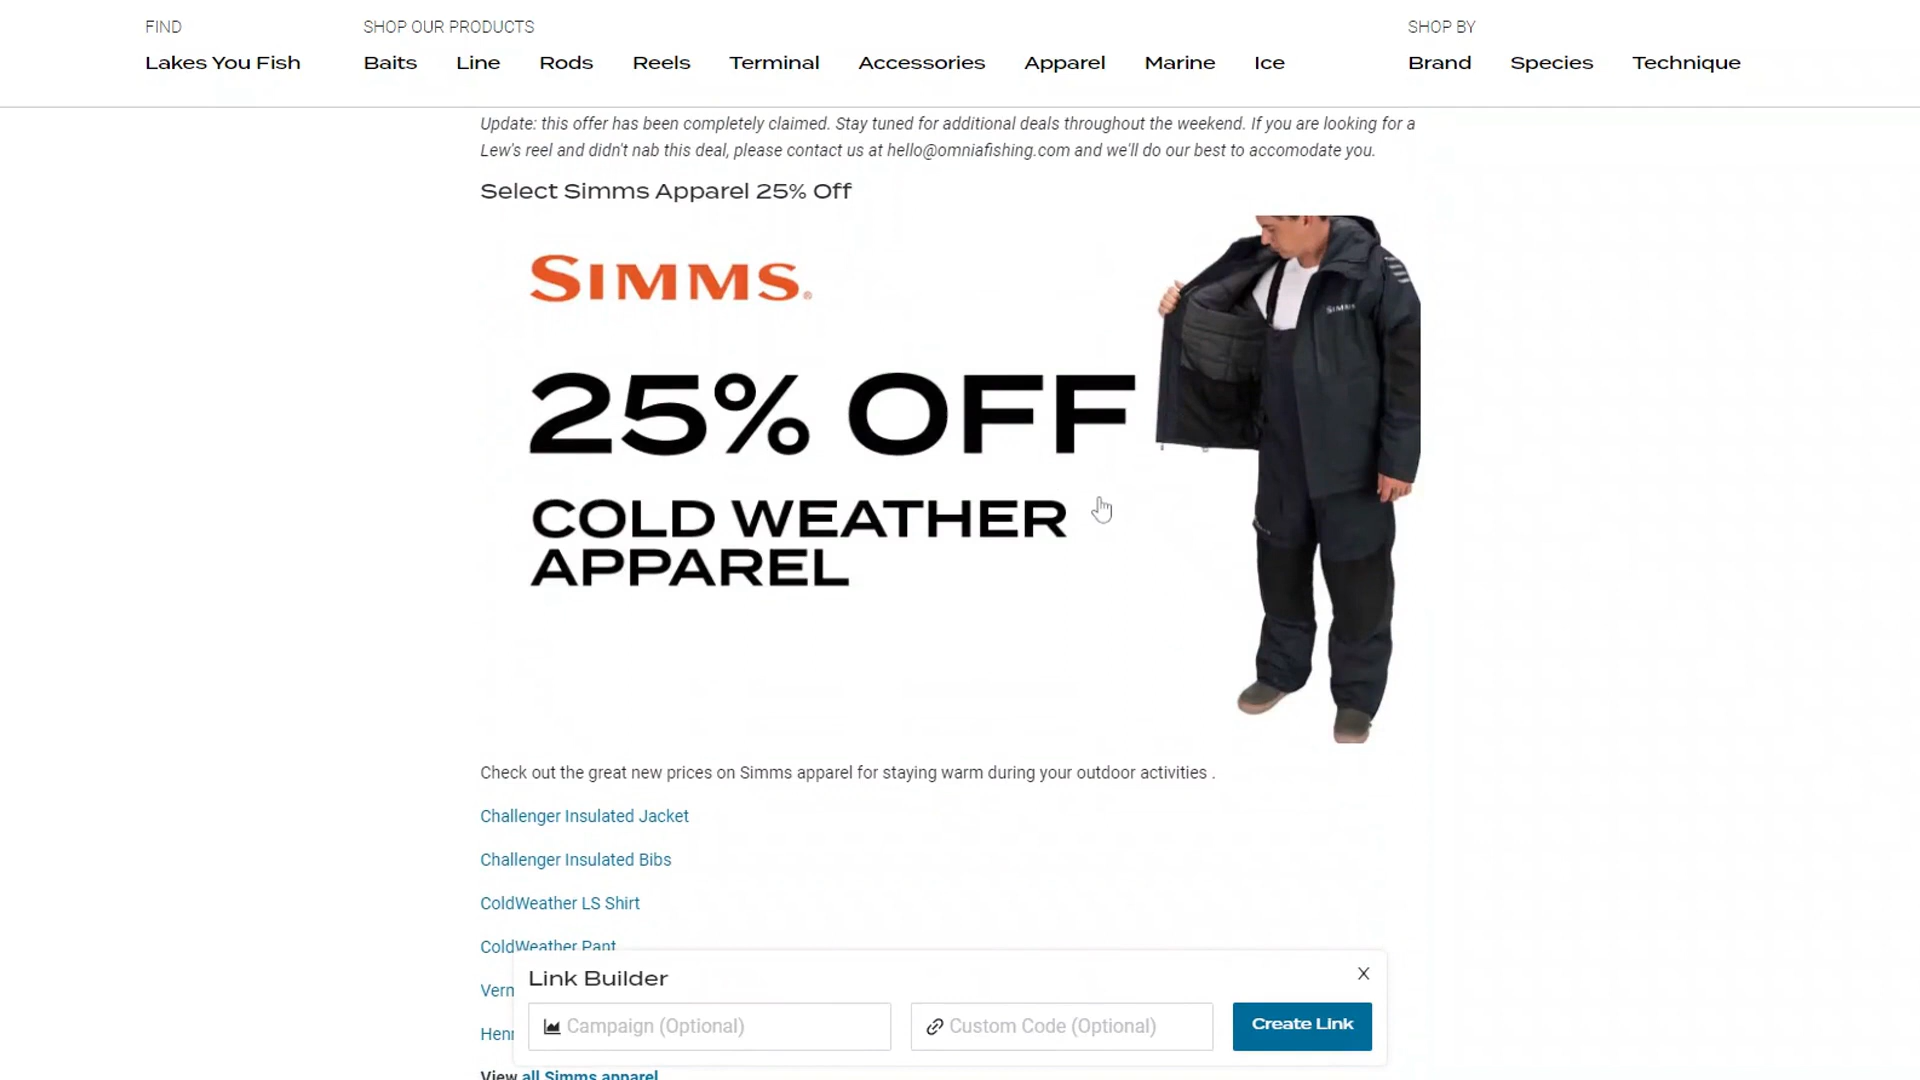 FIND
SHOP OUR PRODUCTS
SHOP BY
Lakes You Fish
Baits
Line
Rods
Reels
Terminal
Accessories
Apparel
Marine
Ice
Brand
Species
Technique
Update: this offer has been completely claimed. Stay tuned for additional deals throughout the weekend. If you are looking for a
Lew's reel and didn't nab this deal, please contact us at hello@omniafishing.com and we'll do our best to accomodate you.
Select Simms Apparel 25% Off
SIMMS®
SIMMS
25% OFF
COLD WEATHER
APPAREL
Check out the great new prices on Simms apparel for staying warm during your outdoor activities .
Challenger Insulated Jacket
Challenger Insulated Bibs
ColdWeather LS Shirt
ColdWeather Pant
Link Builder
X
Campaign (Optional)
Custom Code (Optional)
Create Link
View all Simms apparel